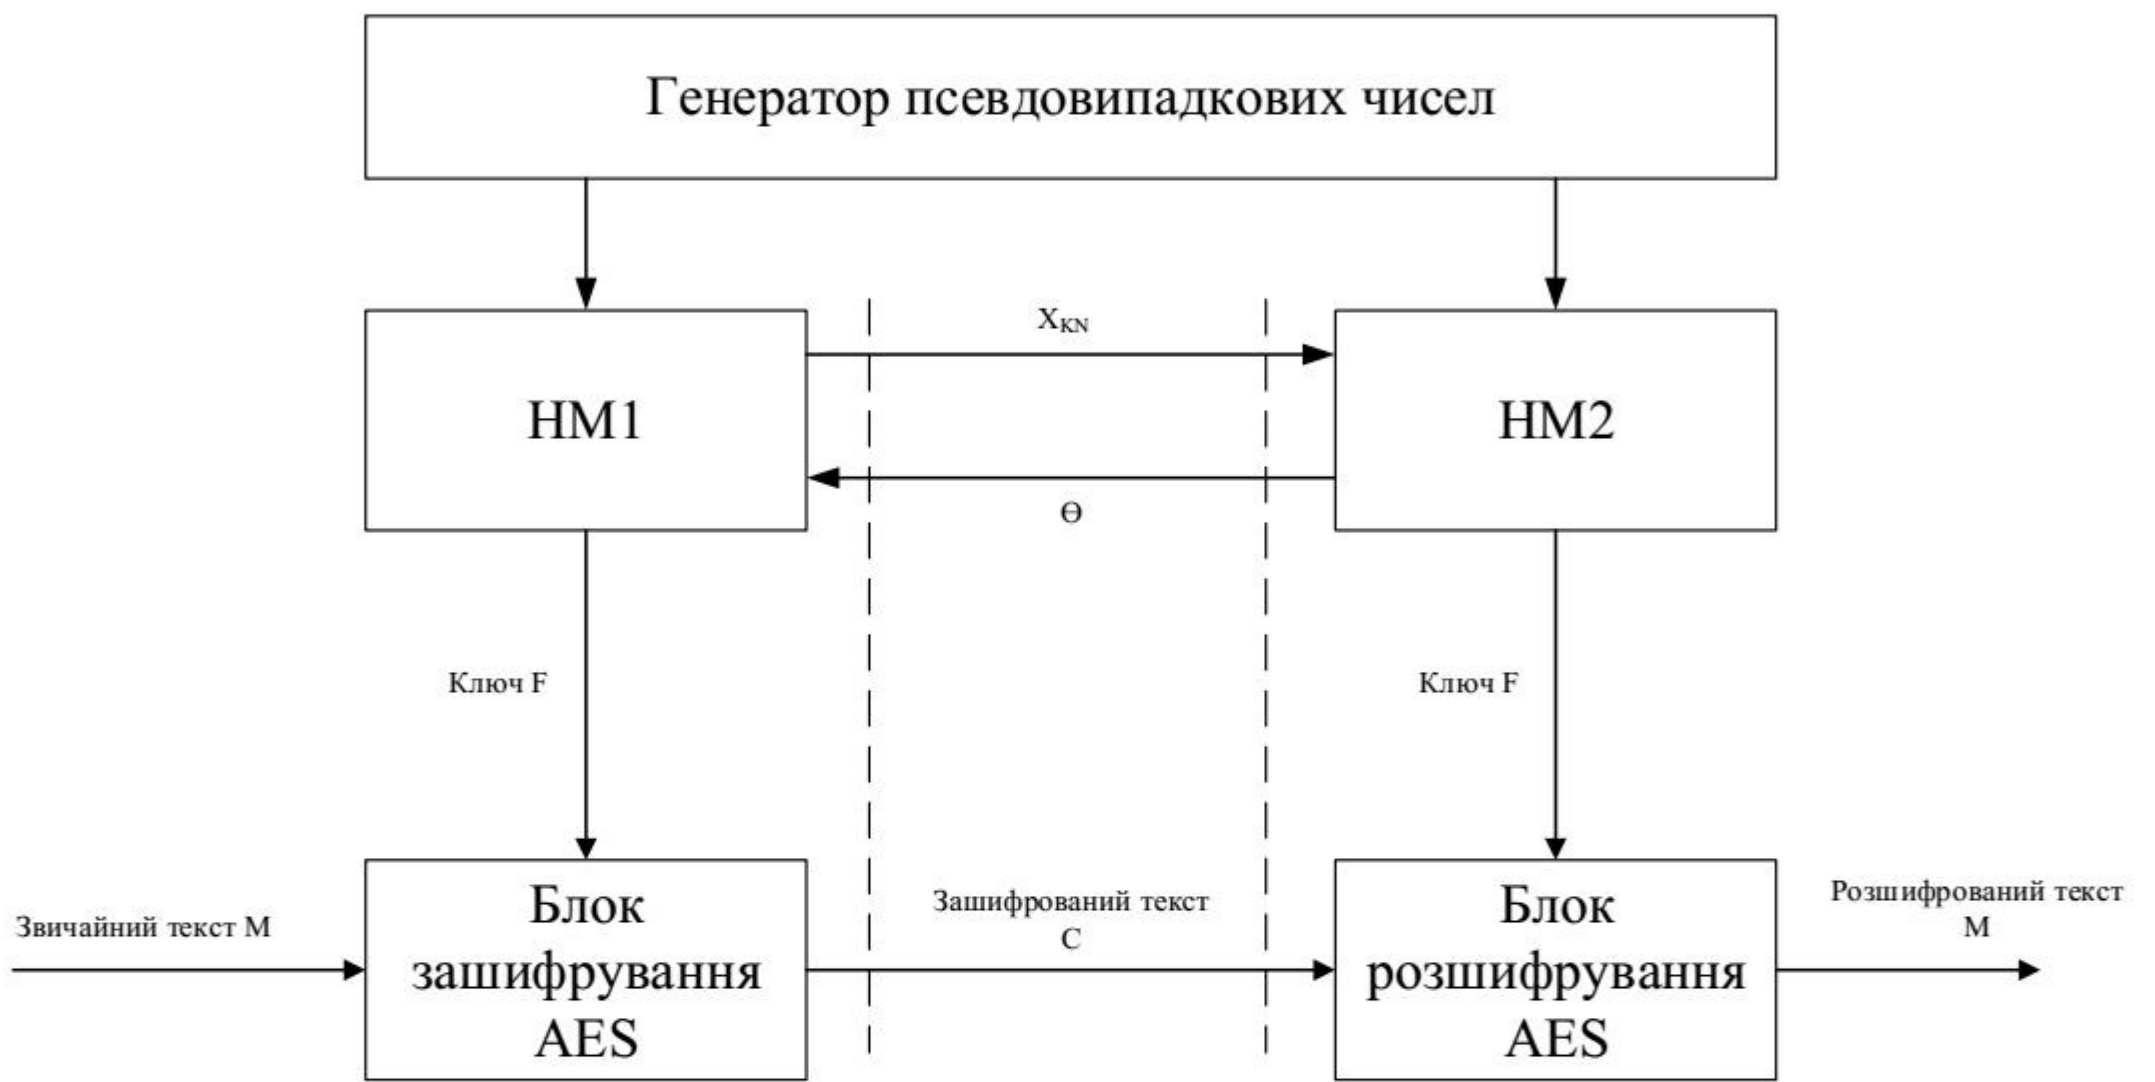 Генератор псевдовипадкових чисел
X_KN
НМ1
НМ2
Ө
Ключ F
Ключ F
Звичайний текст M
Блок
зашифрування
AES
Зашифрований текст
C
Блок
розшифрування
AES
Розшифрований текст
M